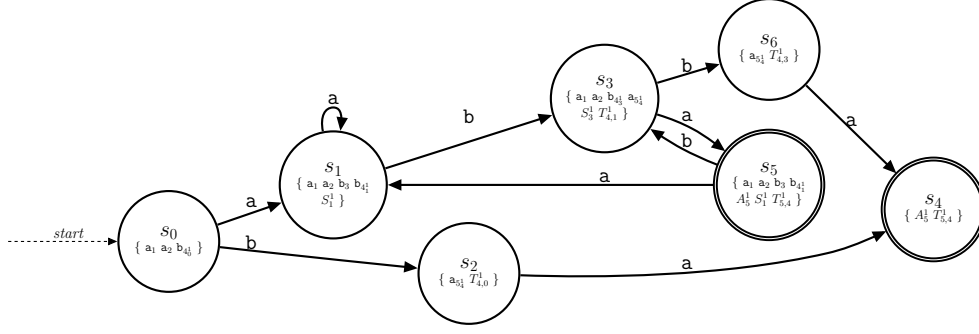 s₆
{ a₅¹₄ T¹₄,₃ }
b
a
s₃
{ a₁ a₂ b₄¹₃ a₅¹₄
S¹₃ T¹₄,₁ }
a
b
a
b
s₁
{ a₁ a₂ b₃ b₄¹₁
S¹₁ }
a
s₅
{ a₁ a₂ b₃ b₄¹₁
A¹₅ S¹₁ T¹₅,₄ }
s₄
{ A¹₅ T¹₅,₄ }
a
start
s₀
{ a₁ a₂ b₄¹₀ }
b
s₂
{ a₅¹₄ T¹₄,₀ }
a